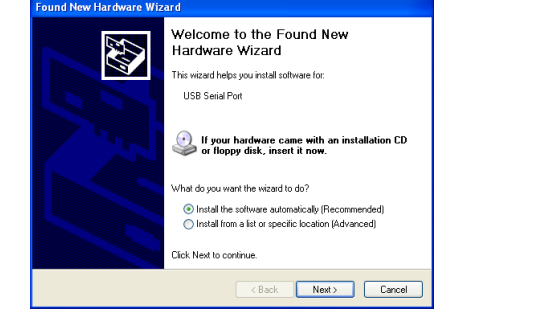 Found New Hardware Wizard
Welcome to the Found New
Hardware Wizard
This wizard helps you install software for:
USB Serial Port
If your hardware came with an installation CD
or floppy disk, insert it now.
What do you want the wizard to do?
Install the software automatically (Recommended)
Install from a list or specific location (Advanced)
Click Next to continue.
< Back
Next >
Cancel